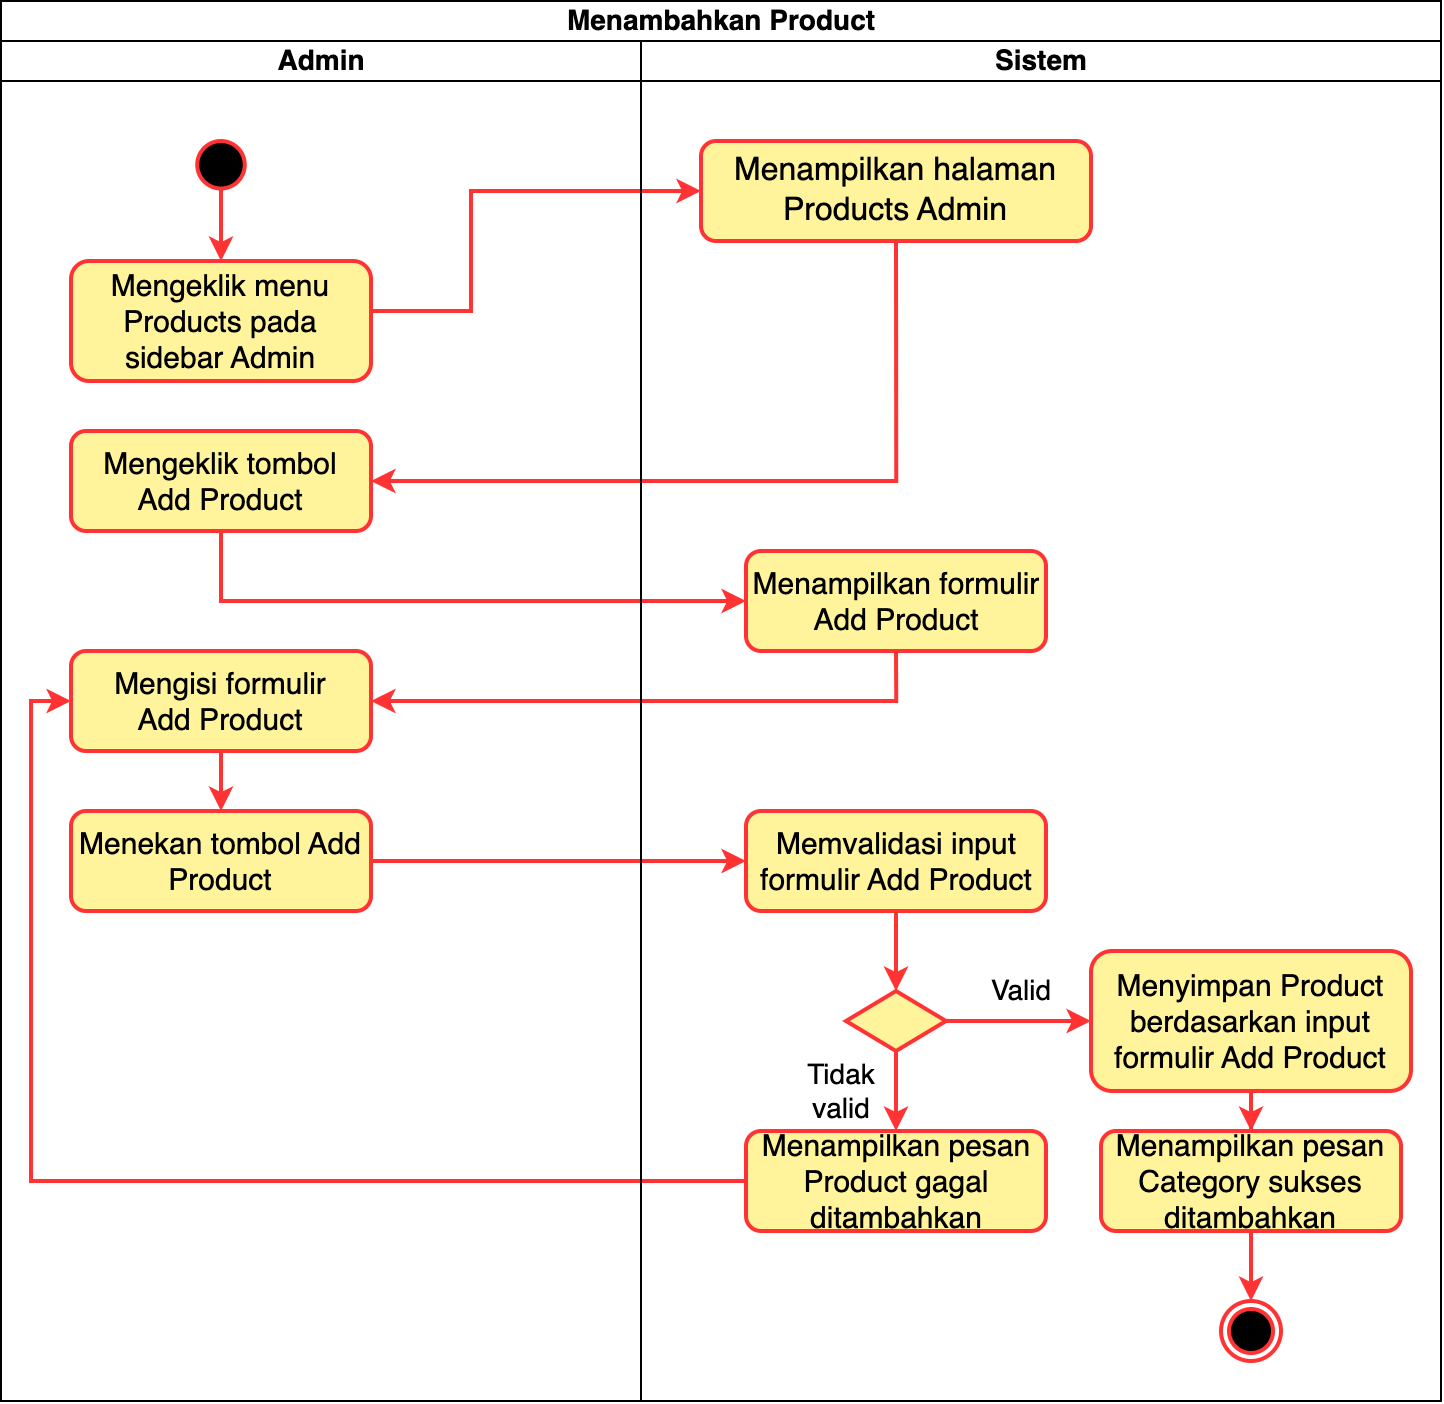 Menambahkan Product
Admin
Sistem
Menampilkan halaman
Products Admin
Mengeklik menu
Products pada
sidebar Admin
Mengeklik tombol
Add Product
Menampilkan formulir
Add Product
Mengisi formulir
Add Product
Menekan tombol Add
Product
Memvalidasi input
formulir Add Product
Valid
Menyimpan Product
berdasarkan input
formulir Add Product
Tidak
valid
Menampilkan pesan
Product gagal
ditambahkan
Menampilkan pesan
Category sukses
ditambahkan